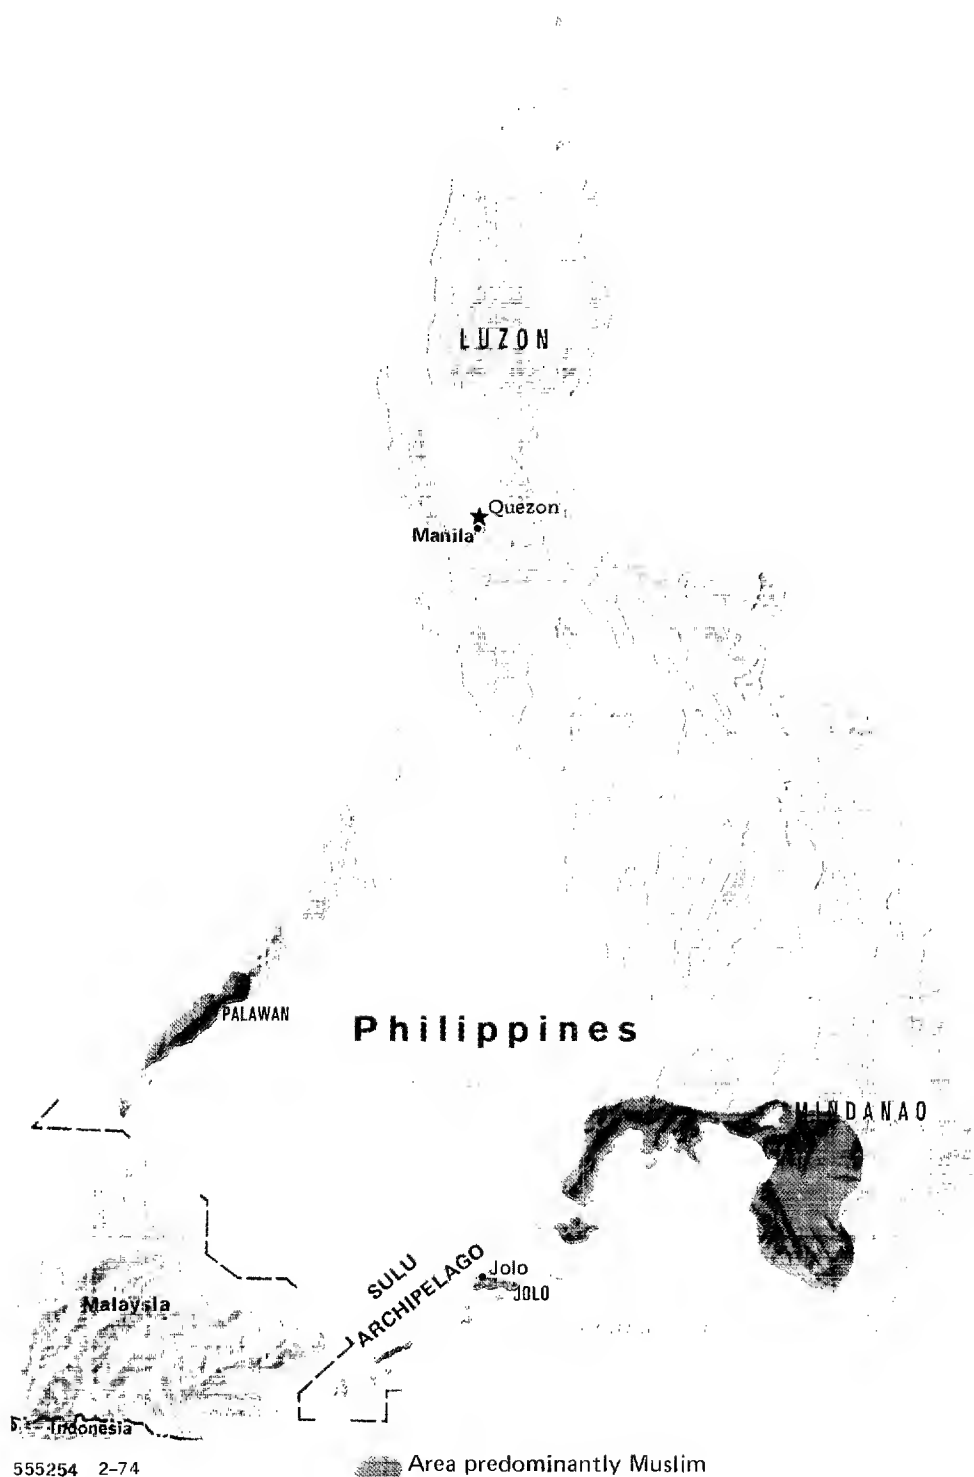 LUZON
Quezon
Manila
PALAWAN
Philippines
MINDANAO
SULU
ARCHIPELAGO
Jolo
JOLO
Malaysia
Indonesia
555254 2-74
Area predominantly Muslim